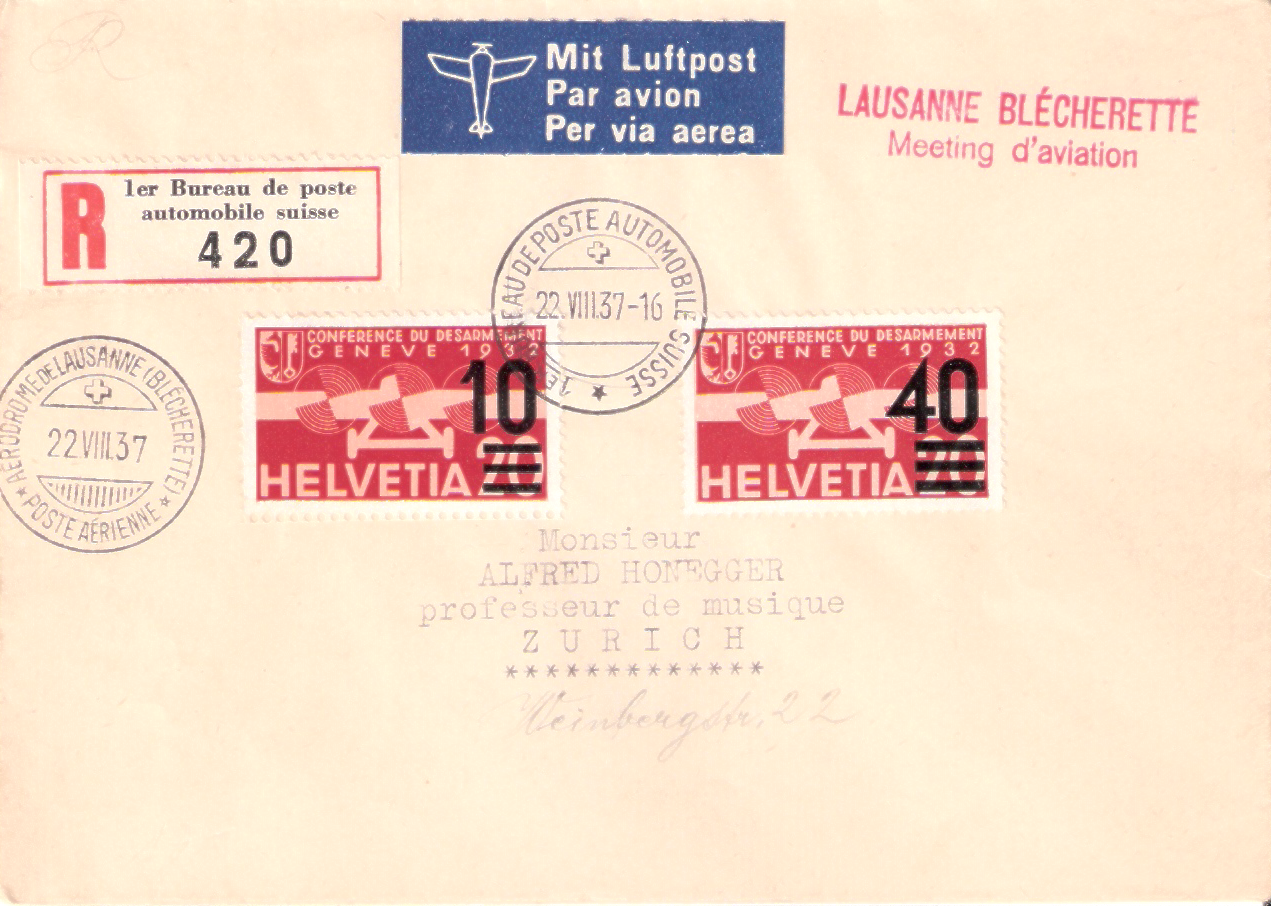 R
Mit Luftpost
Par avion
Per via aerea
LAUSANNE BLÉCHERETTE
Meeting d'aviation
R
1er Bureau de poste
automobile suisse
420
1er BUREAU DE POSTE AUTOMOBILE SUISSE
22.VIII.37-16
AÉRODROME DE LAUSANNE (BLÉCHERETTE)
22.VIII.37
POSTE AÉRIENNE
CONFERENCE DU DESARMEMENT
GENEVE 1932
10
HELVETIA 20
CONFERENCE DU DESARMEMENT
GENEVE 1932
40
HELVETIA 20
Monsieur
ALFRED HONEGGER
professeur de musique
ZURICH
*************
Weinbergstr. 22